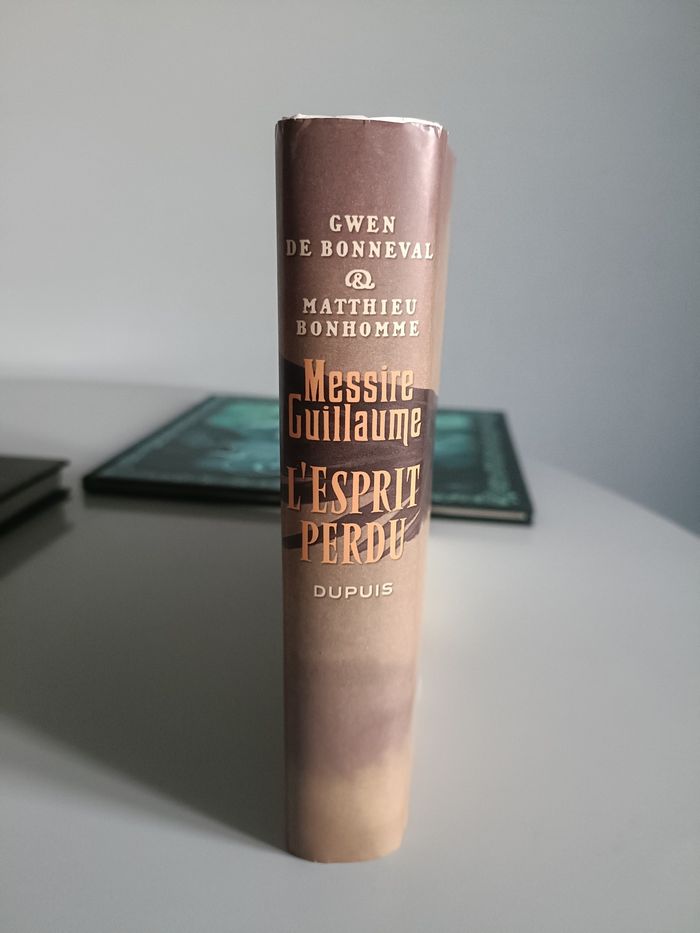 GWEN
DE BONNEVAL
&
MATTHIEU
BONHOMME
Messire
Guillaume
L'ESPRIT
PERDU
DUPUIS